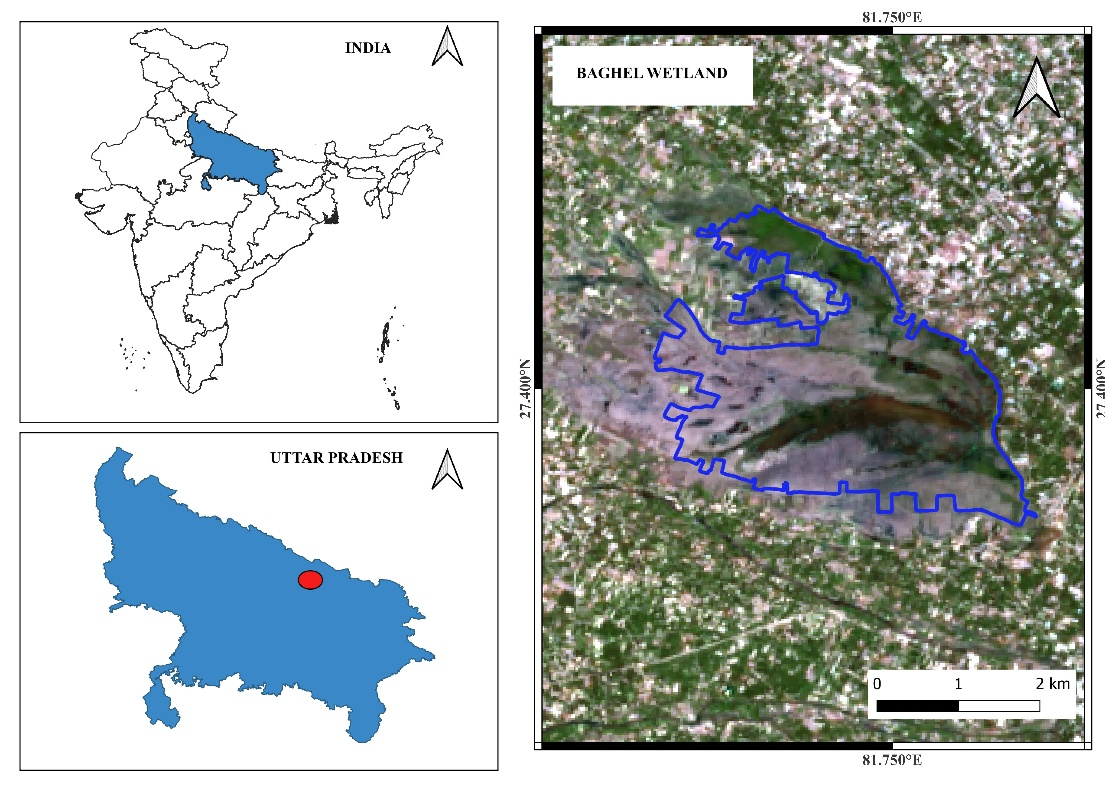 INDIA
UTTAR PRADESH
81.750°E
BAGHEL WETLAND
27.400°N
27.400°N
0 1 2 km
81.750°E